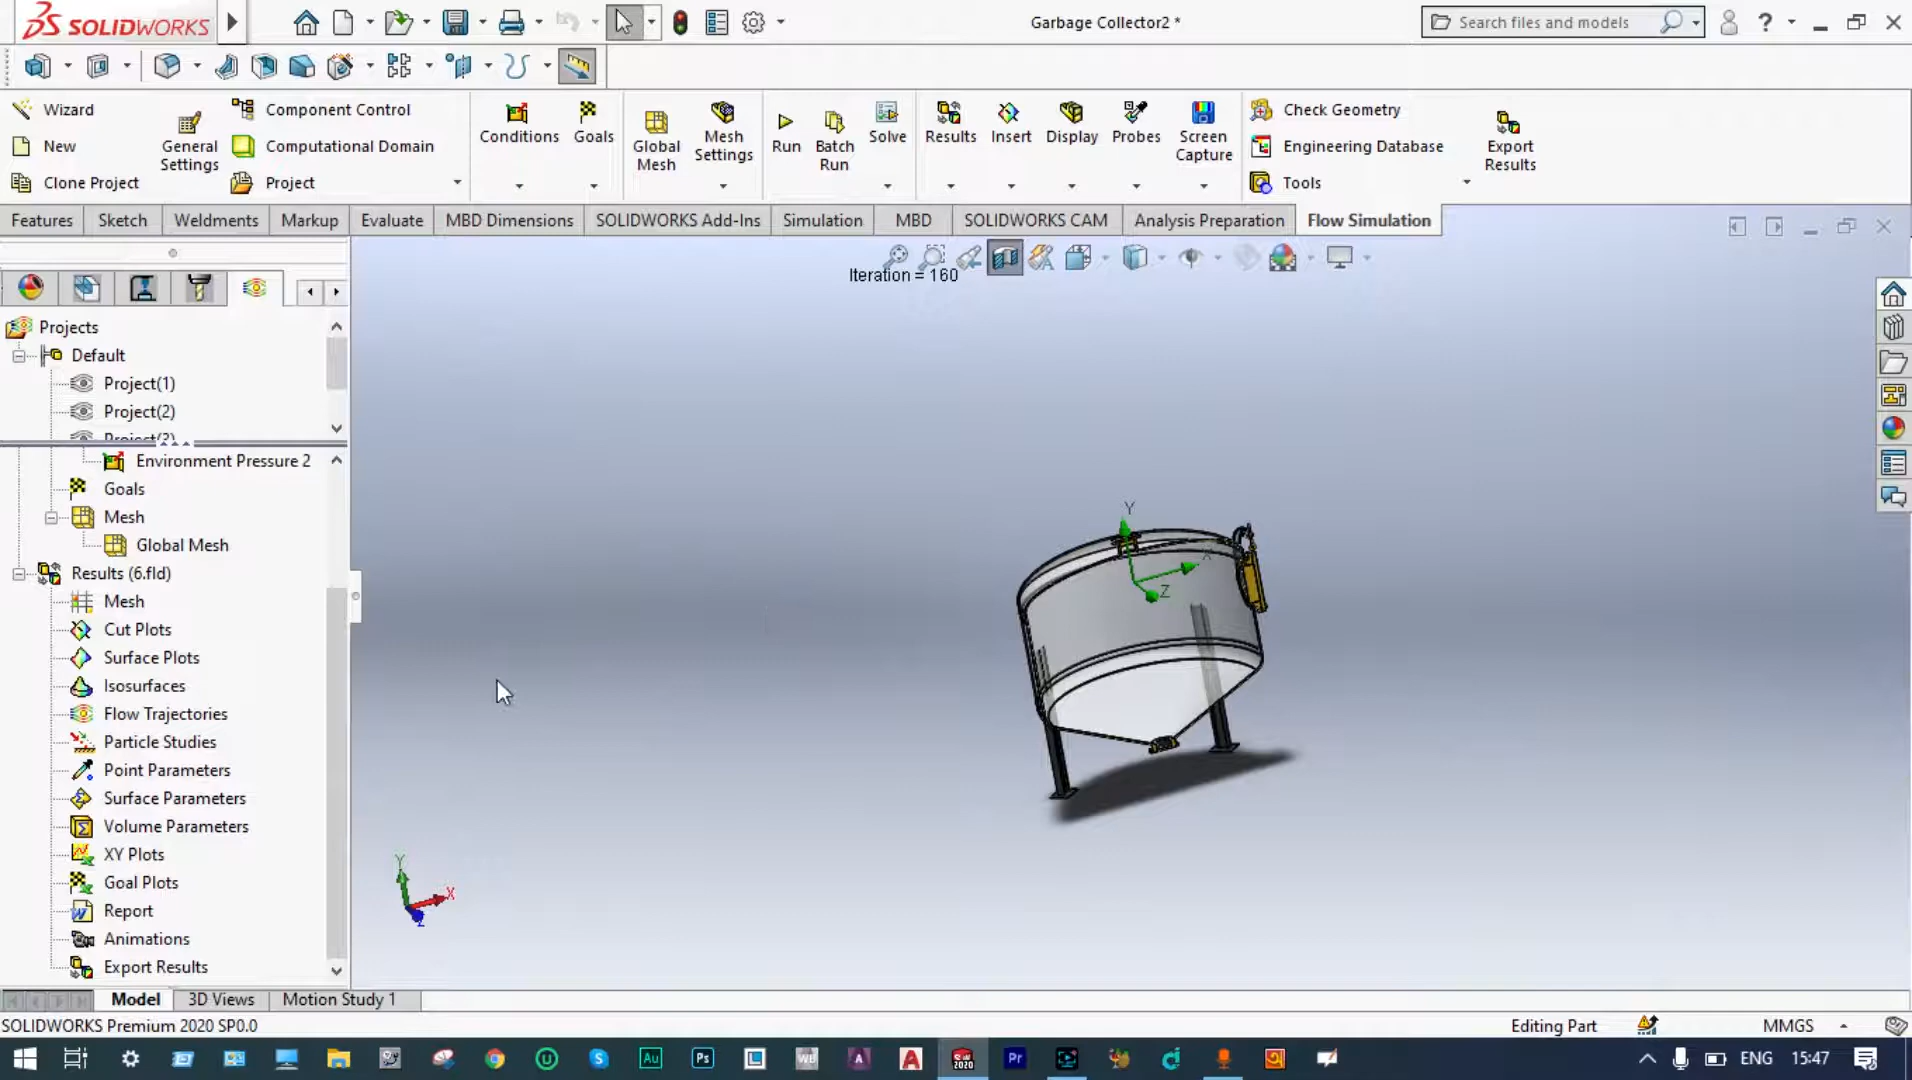 SOLIDWORKS
Garbage Collector2 *
Search files and models
Wizard
New
Clone Project
General Settings
Component Control
Computational Domain
Project
Conditions
Goals
Global Mesh
Mesh Settings
Run
Batch Run
Solve
Results
Insert
Display
Probes
Screen Capture
Check Geometry
Engineering Database
Tools
Export Results
Features
Sketch
Weldments
Markup
Evaluate
MBD Dimensions
SOLIDWORKS Add-Ins
Simulation
MBD
SOLIDWORKS CAM
Analysis Preparation
Flow Simulation
Iteration = 160
Projects
Default
Project(1)
Project(2)
Project(3)
Environment Pressure 2
Goals
Mesh
Global Mesh
Results (6.fld)
Mesh
Cut Plots
Surface Plots
Isosurfaces
Flow Trajectories
Particle Studies
Point Parameters
Surface Parameters
Volume Parameters
XY Plots
Goal Plots
Report
Animations
Export Results
Y
X
Z
Y
X
Z
Model
3D Views
Motion Study 1
SOLIDWORKS Premium 2020 SP0.0
Editing Part
MMGS
ENG
15:47